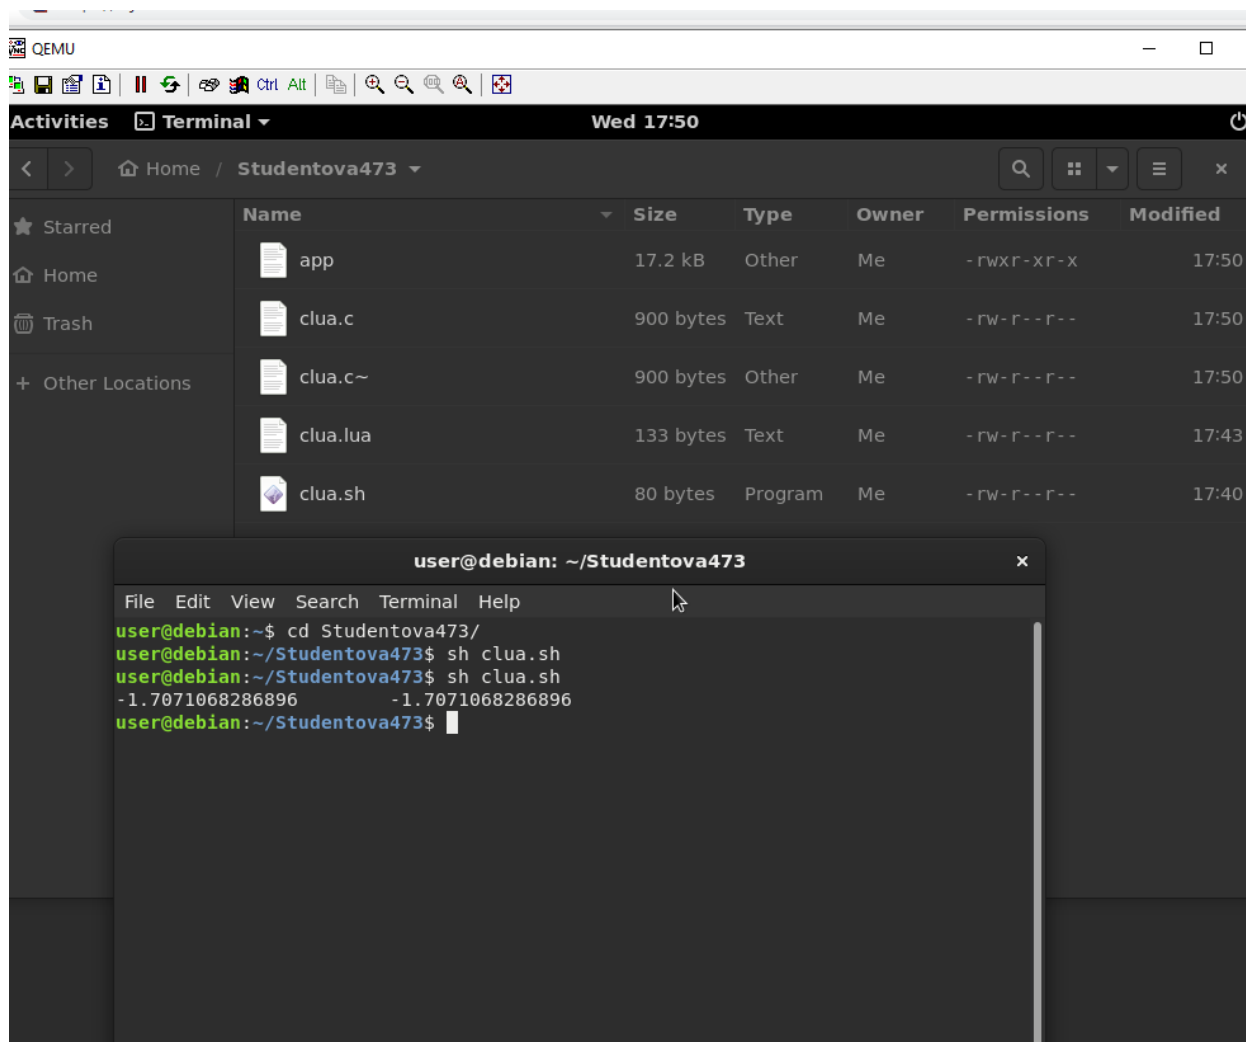 QEMU
Ctrl Alt
Activities Terminal Wed 17:50
Home / Studentova473
Name Size Type Owner Permissions Modified
Starred
Home
Trash
+ Other Locations
app 17.2 kB Other Me -rwxr-xr-x 17:50
clua.c 900 bytes Text Me -rw-r--r-- 17:50
clua.c~ 900 bytes Other Me -rw-r--r-- 17:50
clua.lua 133 bytes Text Me -rw-r--r-- 17:43
clua.sh 80 bytes Program Me -rw-r--r-- 17:40
user@debian: ~/Studentova473
File Edit View Search Terminal Help
user@debian:~$ cd Studentova473/
user@debian:~/Studentova473$ sh clua.sh
user@debian:~/Studentova473$ sh clua.sh
-1.7071068286896 -1.7071068286896
user@debian:~/Studentova473$